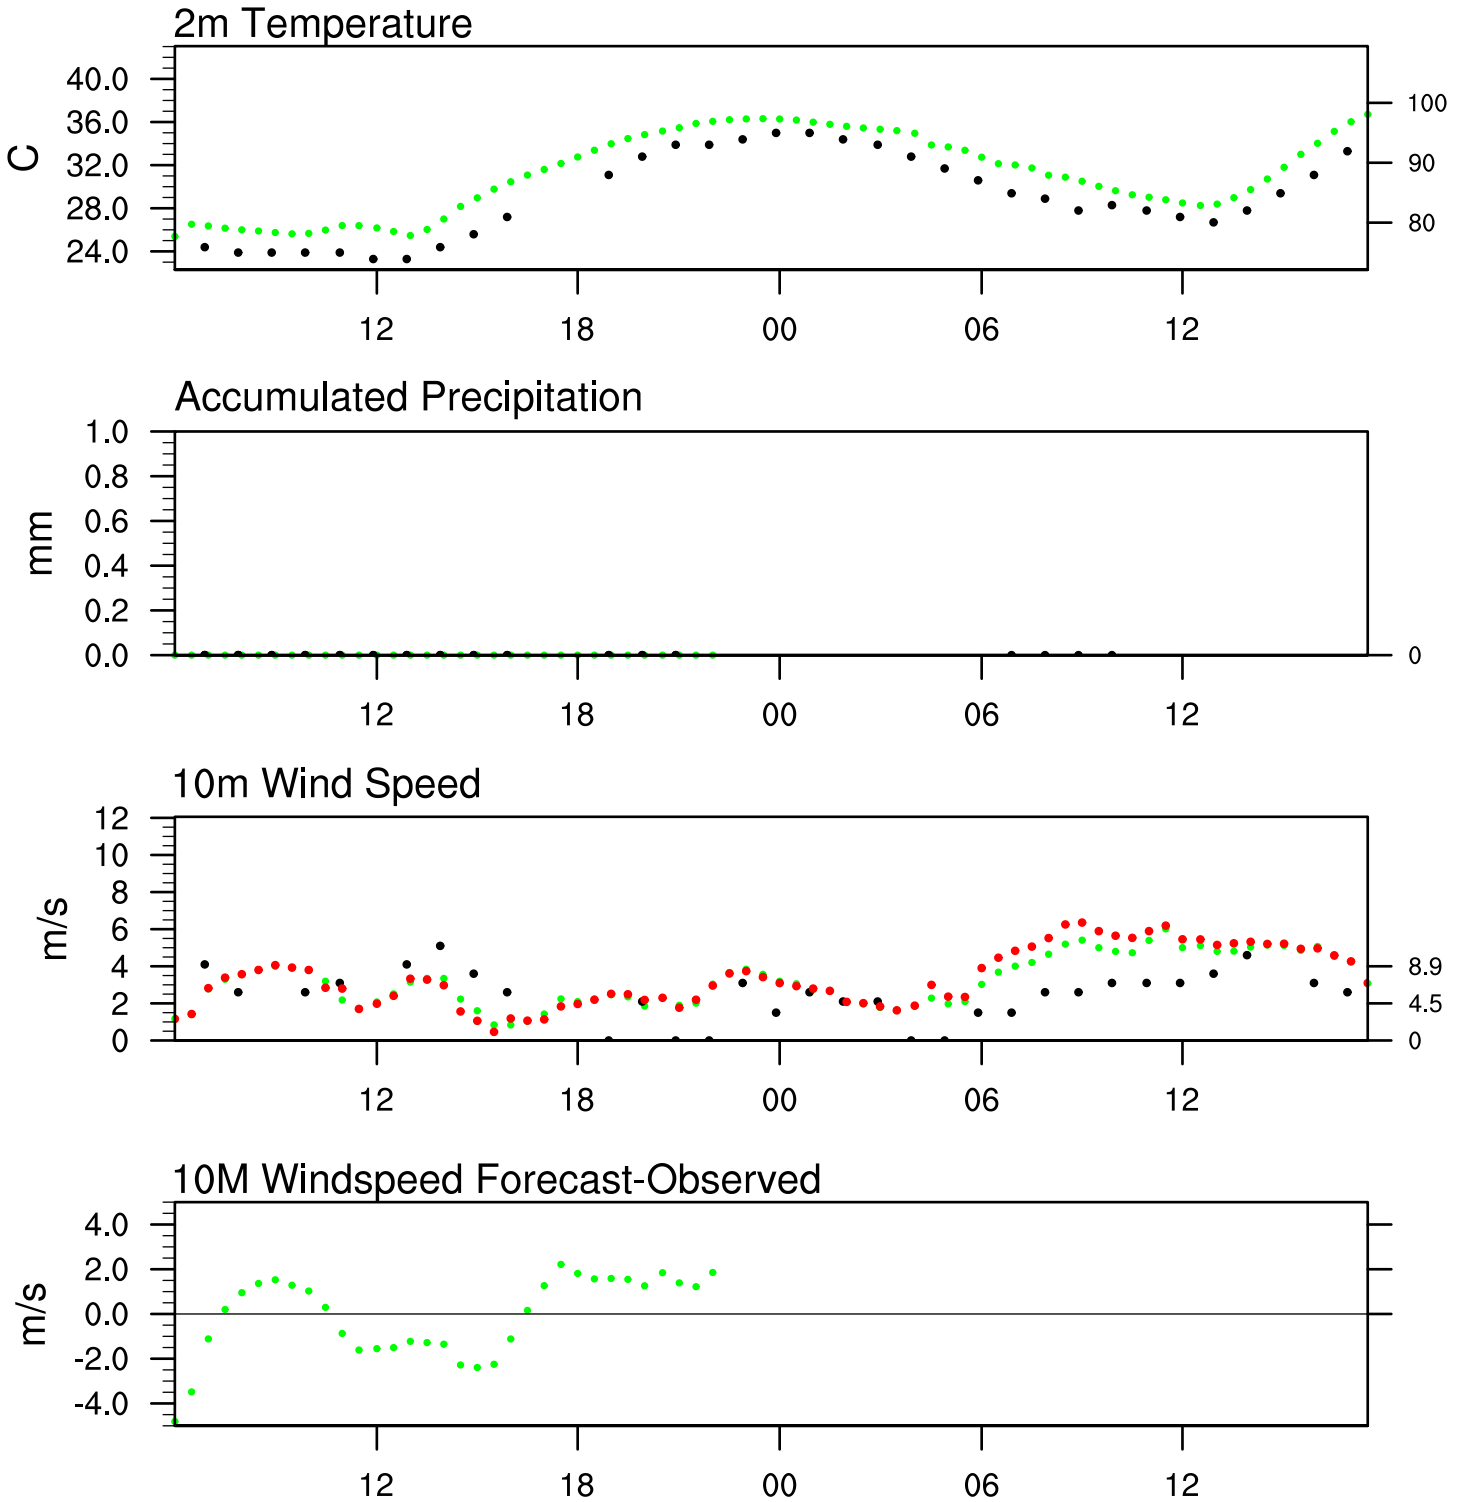 2m Temperature
40.0
36.0
32.0
28.0
24.0
C
100
90
80
12 18 00 06 12
Accumulated Precipitation
1.0
0.8
0.6
0.4
0.2
0.0
mm
0
12 18 00 06 12
10m Wind Speed
12
10
8
6
4
2
0
m/s
8.9
4.5
0
12 18 00 06 12
10M Windspeed Forecast-Observed
4.0
2.0
0.0
-2.0
-4.0
m/s
12 18 00 06 12